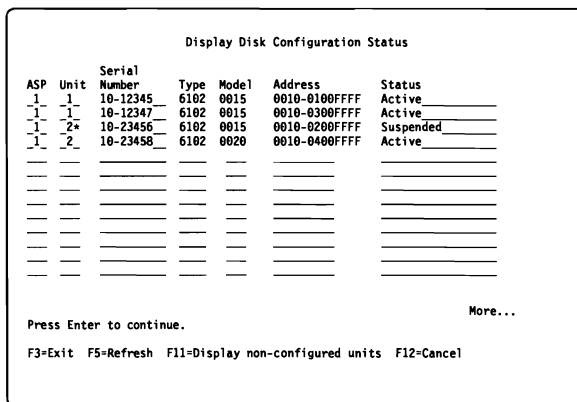 Display Disk Configuration Status
Serial
ASP Unit Number Type Model Address Status
1 1 10-12345 6102 0015 0010-0100FFFF Active
1 1 10-12347 6102 0015 0010-0300FFFF Active
1 2* 10-23456 6102 0015 0010-0200FFFF Suspended
1 2 10-23458 6102 0020 0010-0400FFFF Active
More...
Press Enter to continue.
F3=Exit F5=Refresh F11=Display non-configured units F12=Cancel